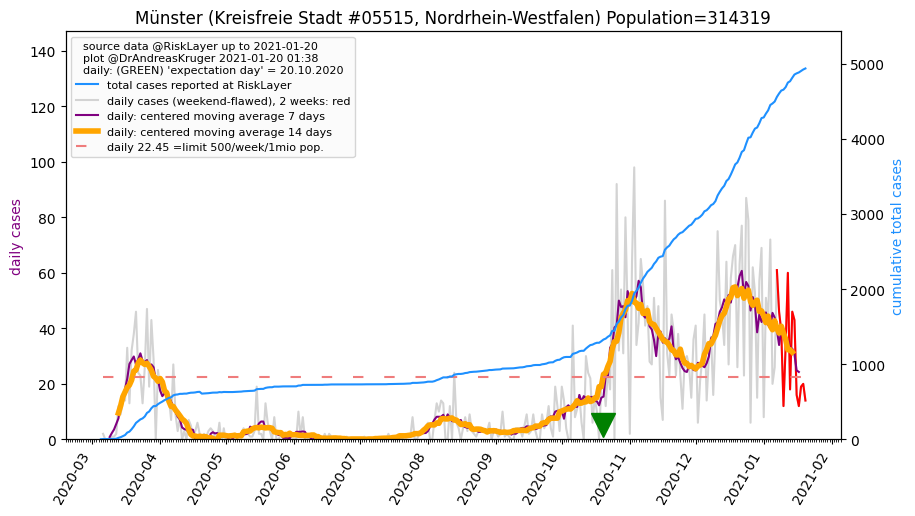 Münster (Kreisfreie Stadt #05515, Nordrhein-Westfalen) Population=314319
source data @RiskLayer up to 2021-01-20
plot @DrAndreasKruger 2021-01-20 01:38
daily: (GREEN) 'expectation day' = 20.10.2020
total cases reported at RiskLayer
daily cases (weekend-flawed), 2 weeks: red
daily: centered moving average 7 days
daily: centered moving average 14 days
daily 22.45 =limit 500/week/1mio pop.
daily cases
140
120
100
80
60
40
20
0
cumulative total cases
5000
4000
3000
2000
1000
0
2020-03
2020-04
2020-05
2020-06
2020-07
2020-08
2020-09
2020-10
2020-11
2020-12
2021-01
2021-02